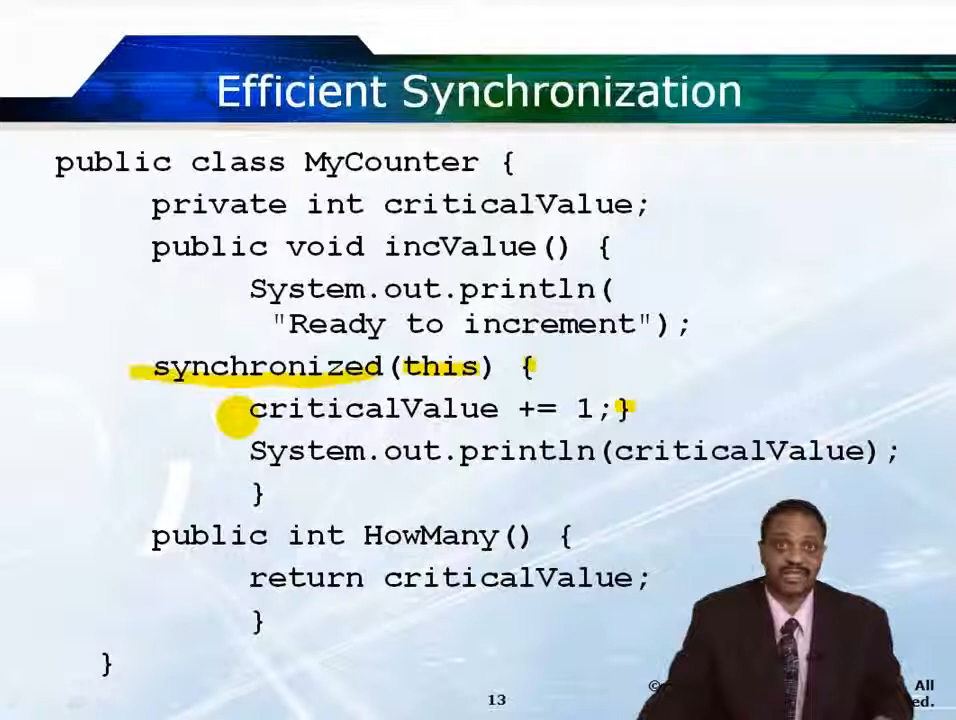 Efficient Synchronization
public class MyCounter {
private int criticalValue;
public void incValue() {
System.out.println(
"Ready to increment");
synchronized(this) {
criticalValue += 1;}
System.out.println(criticalValue);
}
public int HowMany() {
return criticalValue;
}
}
13
© All
ed.